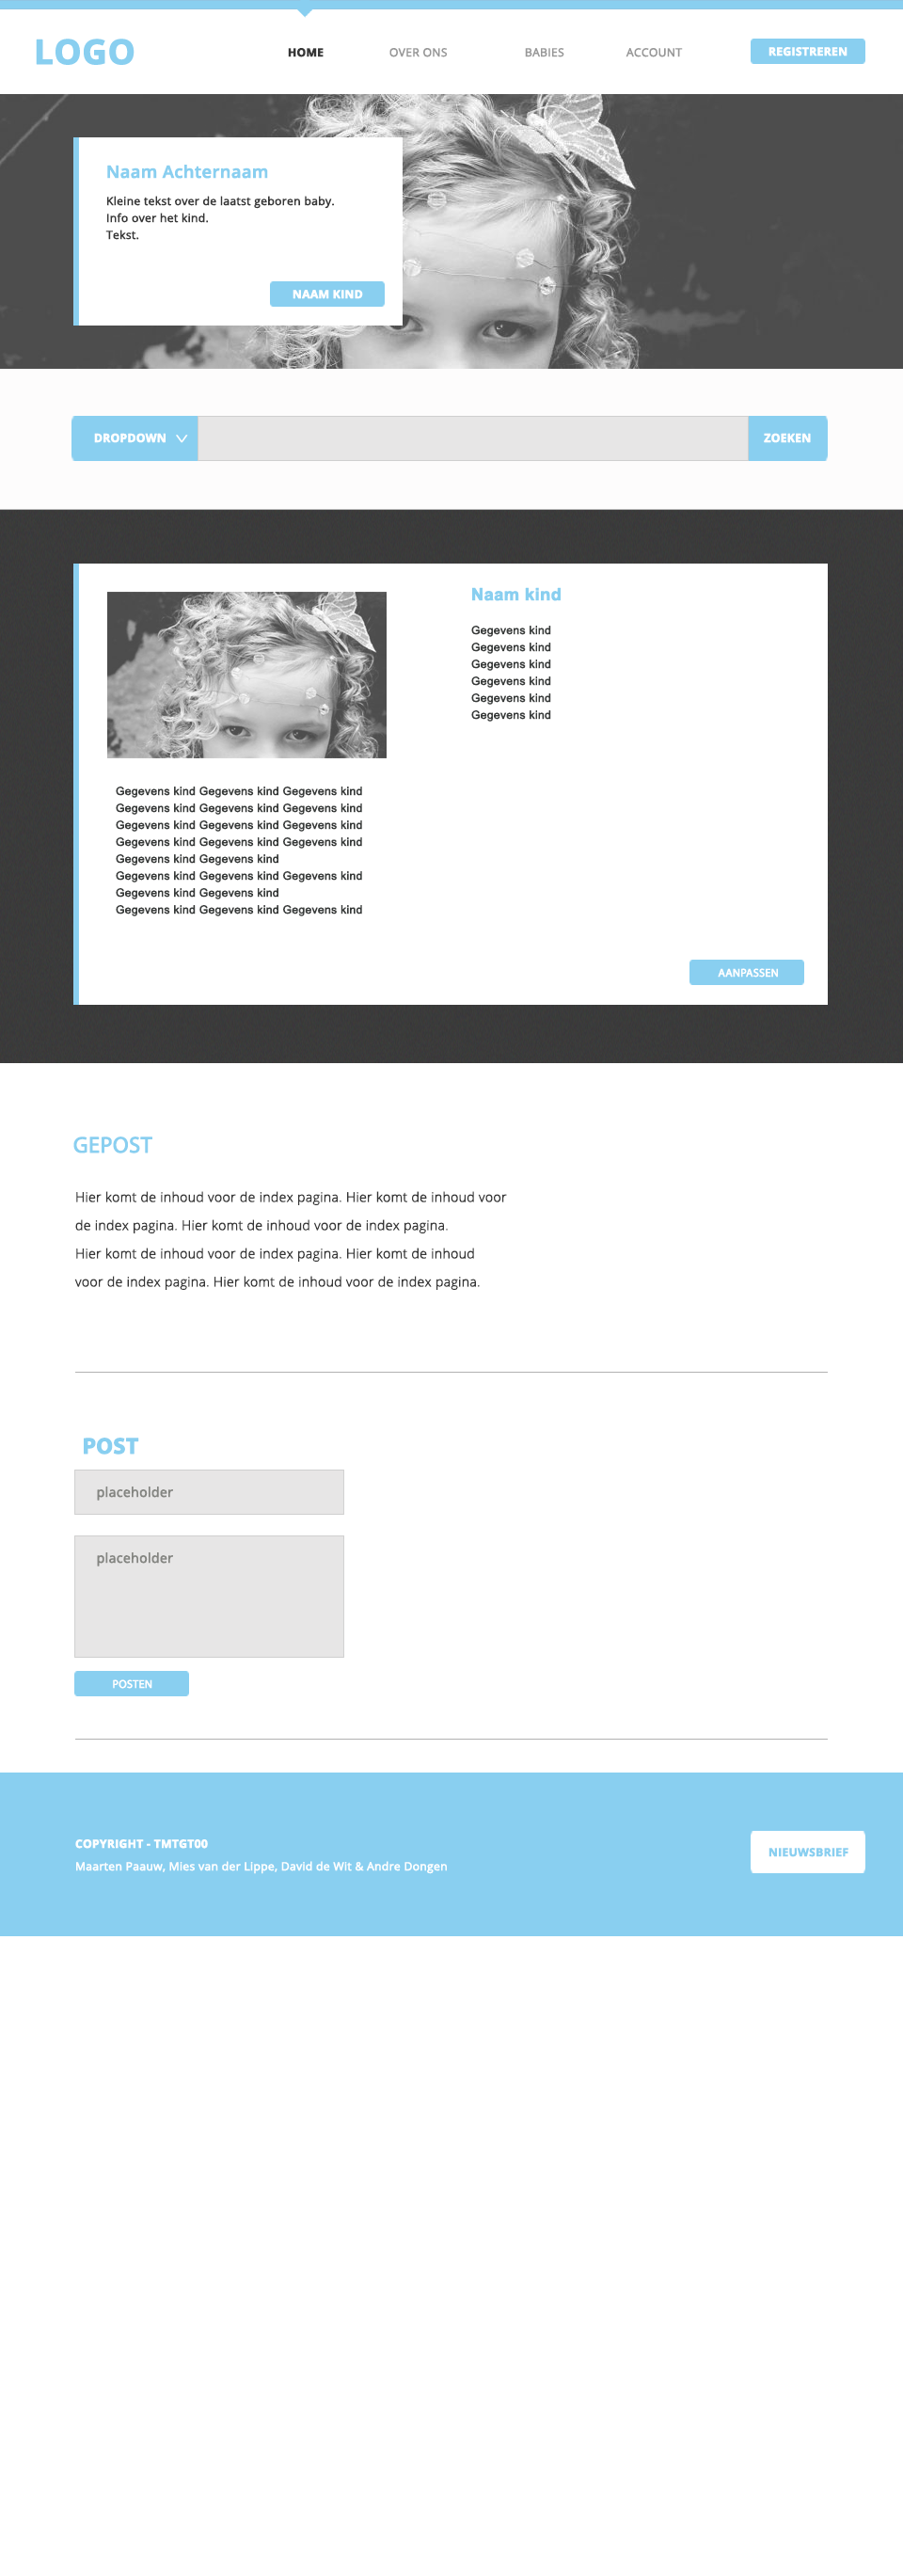 LOGO
HOME
OVER ONS
BABIES
ACCOUNT
REGISTREREN
Naam Achternaam
Kleine tekst over de laatst geboren baby.
Info over het kind.
Tekst.
NAAM KIND
DROPDOWN
ZOEKEN
Naam kind
Gegevens kind
Gegevens kind
Gegevens kind
Gegevens kind
Gegevens kind
Gegevens kind
Gegevens kind Gegevens kind Gegevens kind
Gegevens kind Gegevens kind Gegevens kind
Gegevens kind Gegevens kind Gegevens kind
Gegevens kind Gegevens kind Gegevens kind
Gegevens kind Gegevens kind
Gegevens kind Gegevens kind Gegevens kind
Gegevens kind Gegevens kind
Gegevens kind Gegevens kind Gegevens kind
AANPASSEN
GEPOST
Hier komt de inhoud voor de index pagina. Hier komt de inhoud voor
de index pagina. Hier komt de inhoud voor de index pagina.
Hier komt de inhoud voor de index pagina. Hier komt de inhoud
voor de index pagina. Hier komt de inhoud voor de index pagina.
POST
placeholder
placeholder
POSTEN
COPYRIGHT - TMTGT00
Maarten Paauw, Mies van der Lippe, David de Wit & Andre Dongen
NIEUWSBRIEF